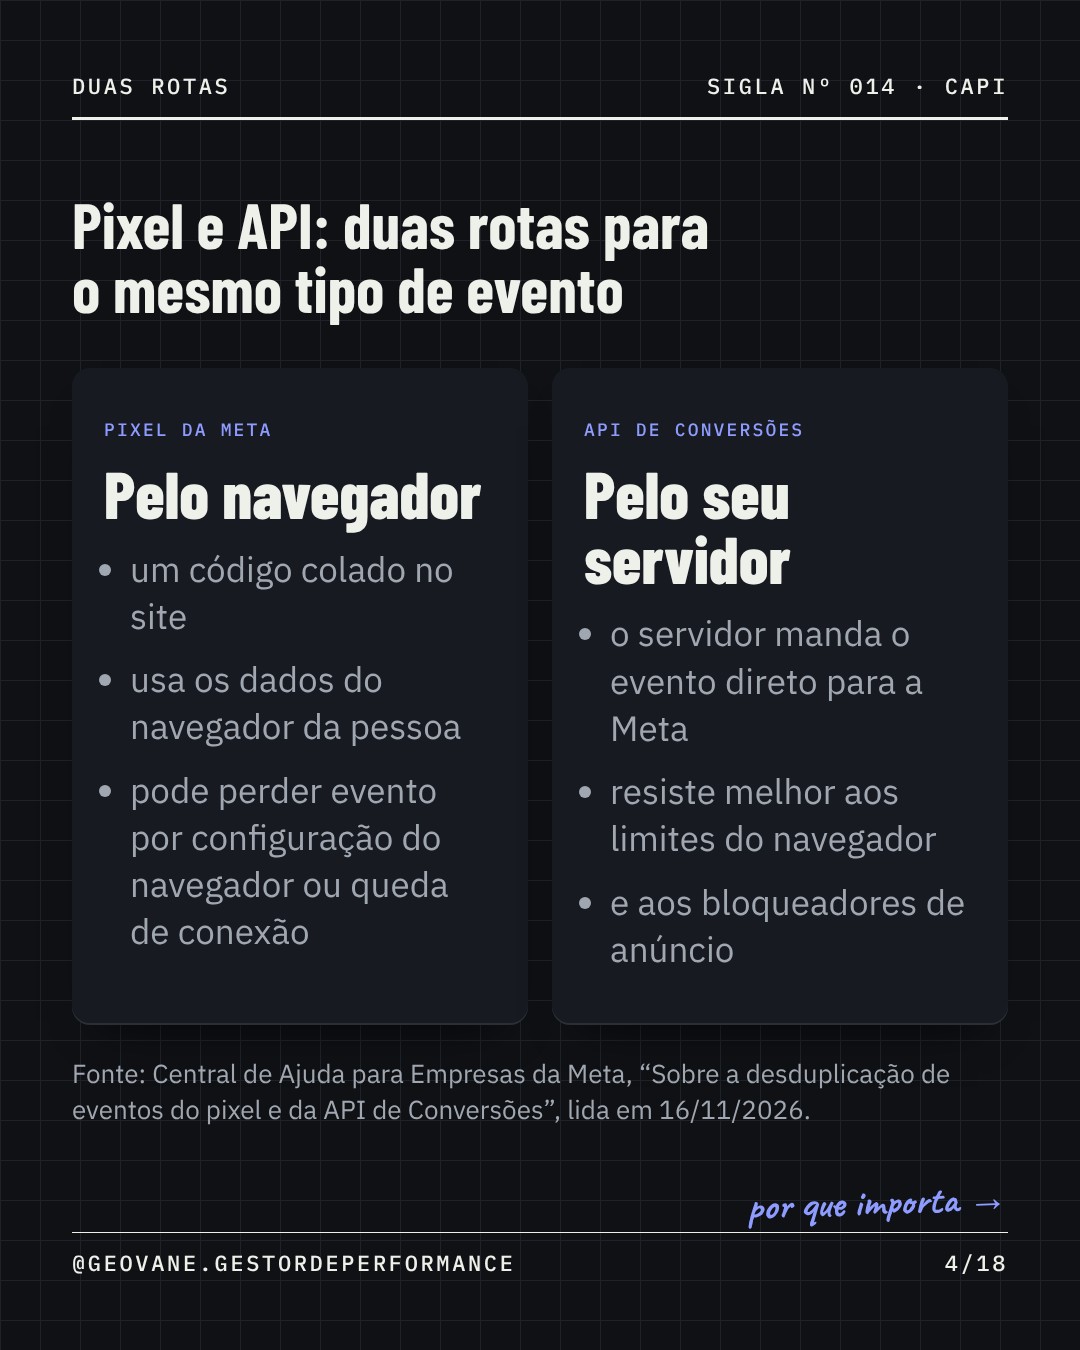 DUAS ROTAS
SIGLA Nº 014 · CAPI
Pixel e API: duas rotas para
o mesmo tipo de evento
PIXEL DA META
Pelo navegador
• um código colado no
site
• usa os dados do
navegador da pessoa
• pode perder evento
por configuração do
navegador ou queda
de conexão
API DE CONVERSÕES
Pelo seu
servidor
• o servidor manda o
evento direto para a
Meta
• resiste melhor aos
limites do navegador
• e aos bloqueadores de
anúncio
Fonte: Central de Ajuda para Empresas da Meta, “Sobre a desduplicação de
eventos do pixel e da API de Conversões”, lida em 16/11/2026.
por que importa →
@GEOVANE.GESTORDEPERFORMANCE
4/18